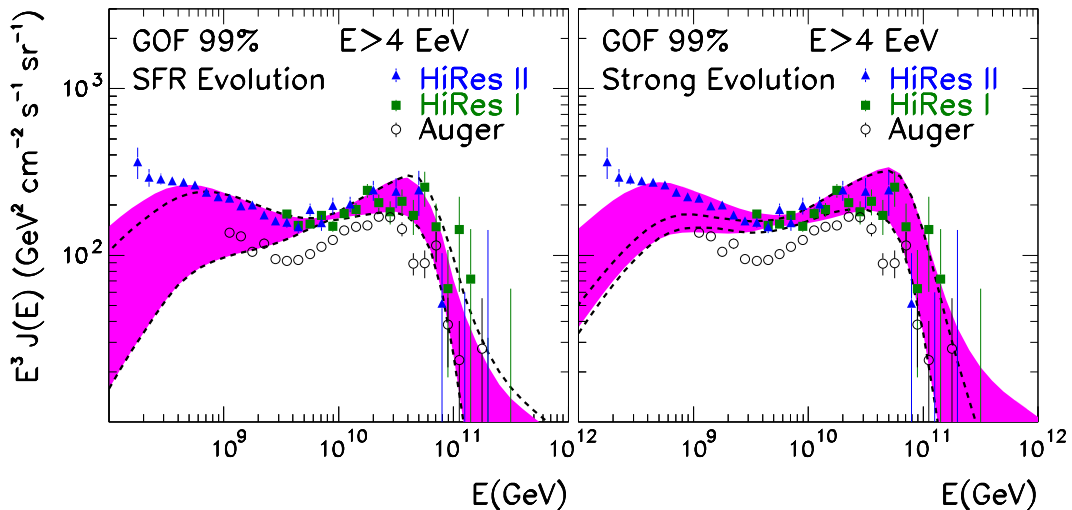 GOF 99% E>4 EeV
SFR Evolution
HiRes II
HiRes I
Auger
GOF 99% E>4 EeV
Strong Evolution
HiRes II
HiRes I
Auger
E³ J(E) (GeV² cm⁻² s⁻¹ sr⁻¹)
10³
10²
10⁹ 10¹⁰ 10¹¹ 10¹² 10⁹ 10¹⁰ 10¹¹ 10¹²
E(GeV) E(GeV)